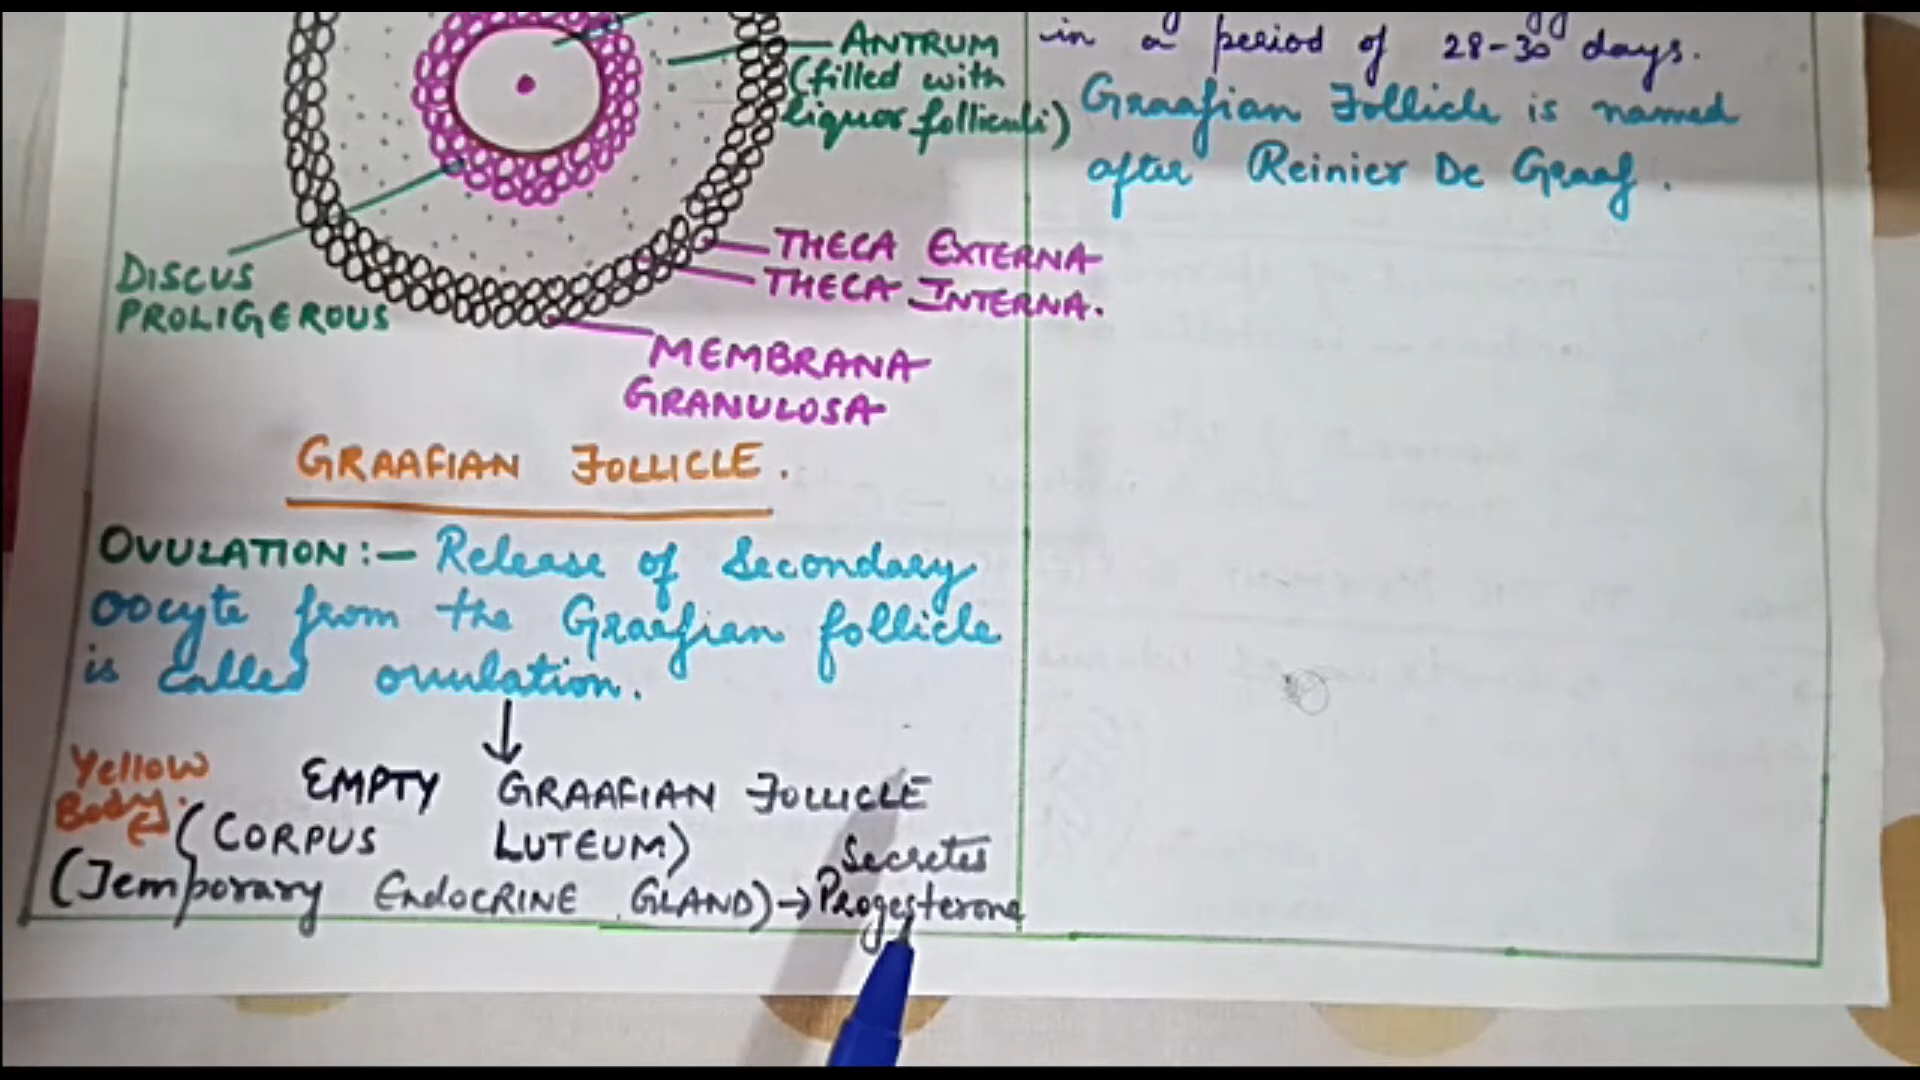 ANTRUM
(filled with
liquor folliculi)
DISCUS
PROLIGEROUS
THECA EXTERNA
THECA INTERNA.
MEMBRANA
GRANULOSA
GRAAFIAN FOLLICLE.
OVULATION:- Release of Secondary
oocyte from the Graafian follicle
is called ovulation.
Yellow
Body.
EMPTY GRAAFIAN FOLLICLE
(CORPUS LUTEUM)
(Temporary ENDOCRINE GLAND) → Secretes
Progesterone
in a period of 28-30 days.
Graafian Follicle is named
after Reinier De Graaf.